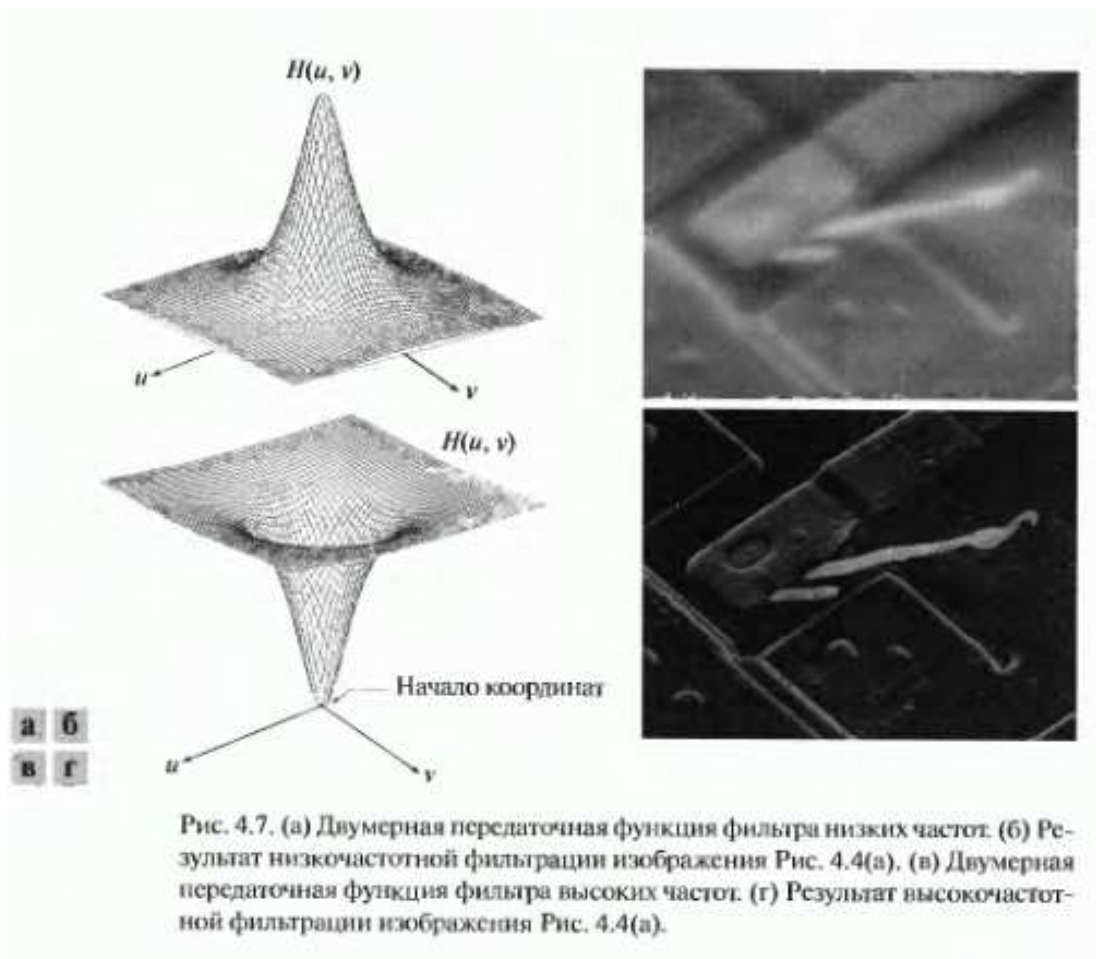 H(u, v)
u
v
H(u, v)
Начало координат
u
v
а б
в г
Рис. 4.7. (а) Двумерная передаточная функция фильтра низких частот. (б) Ре-
зультат низкочастотной фильтрации изображения Рис. 4.4(а). (в) Двумерная
передаточная функция фильтра высоких частот. (г) Результат высокочастот-
ной фильтрации изображения Рис. 4.4(а).